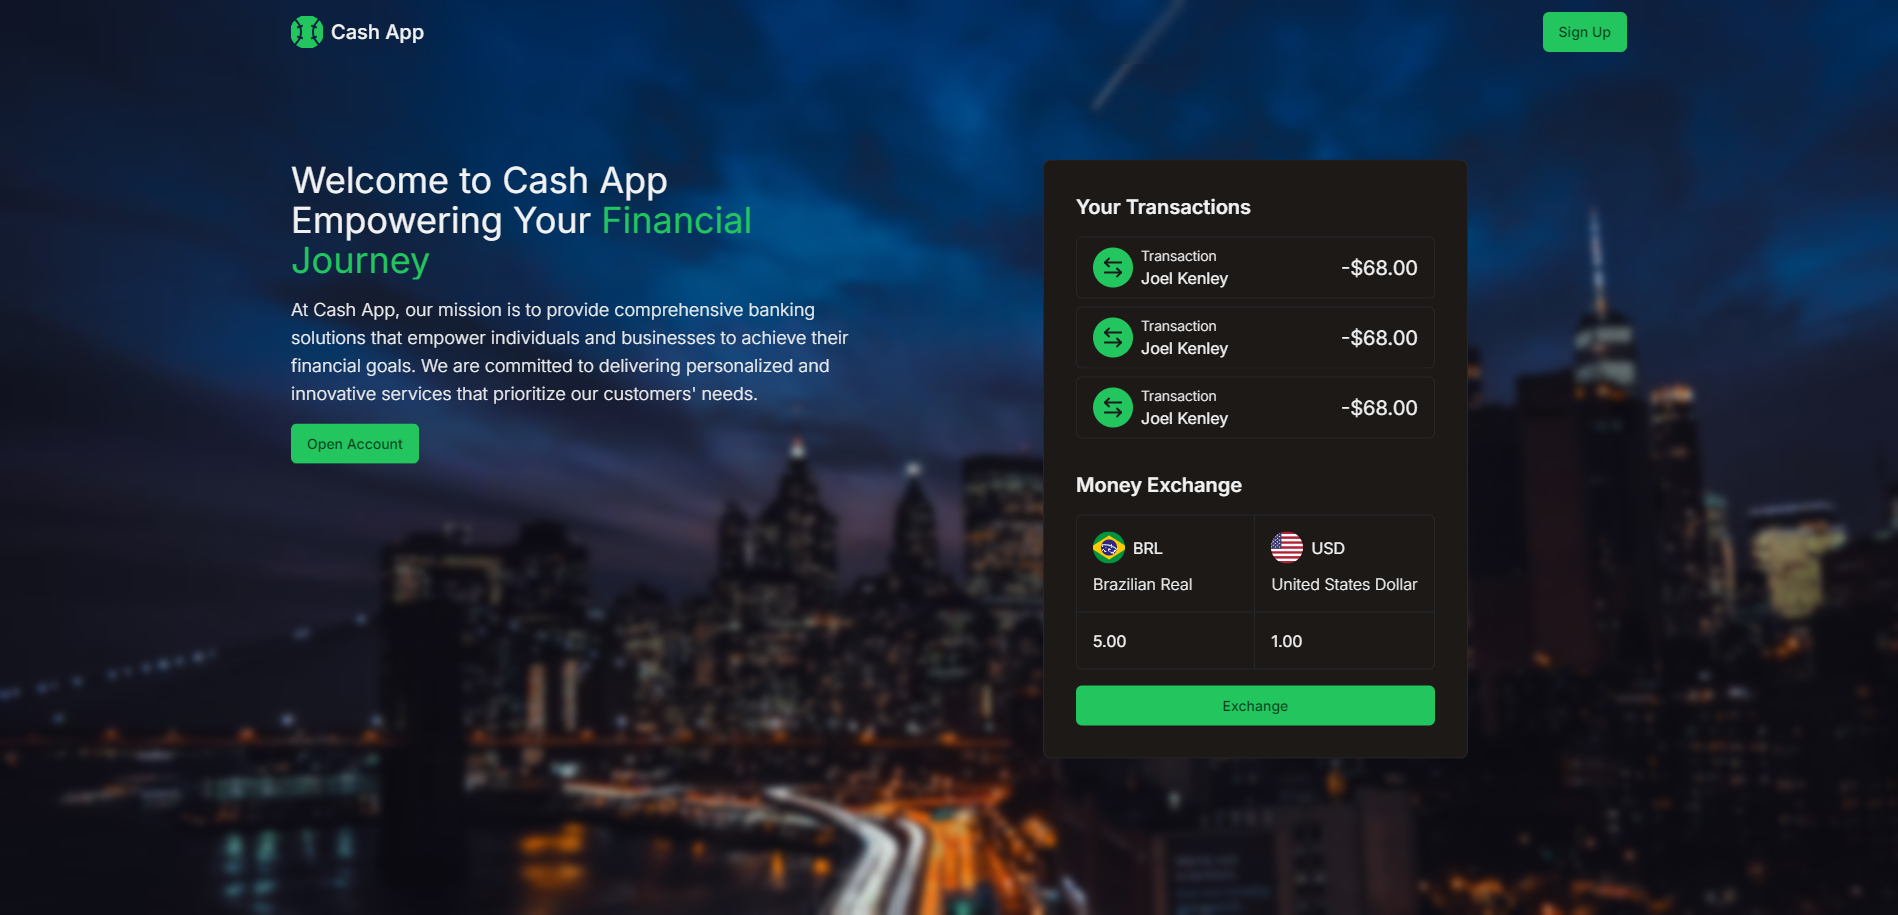 Cash App
Sign Up
Welcome to Cash App
Empowering Your Financial
Journey
At Cash App, our mission is to provide comprehensive banking
solutions that empower individuals and businesses to achieve their
financial goals. We are committed to delivering personalized and
innovative services that prioritize our customers' needs.
Open Account
Your Transactions
Transaction
Joel Kenley
-$68.00
Transaction
Joel Kenley
-$68.00
Transaction
Joel Kenley
-$68.00
Money Exchange
BRL
Brazilian Real
USD
United States Dollar
5.00
1.00
Exchange